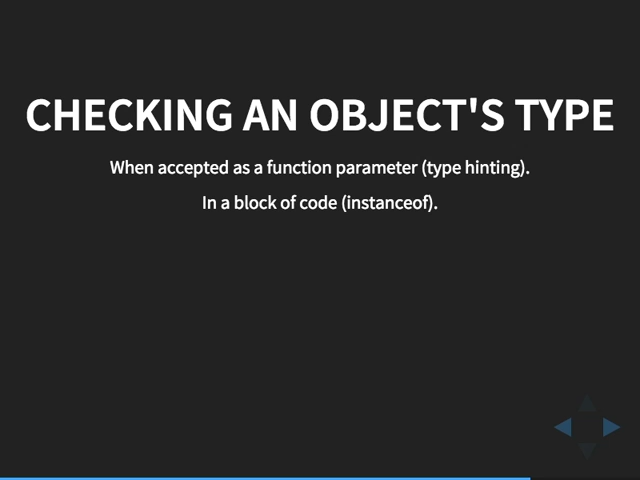 CHECKING AN OBJECT'S TYPE
When accepted as a function parameter (type hinting).
In a block of code (instanceof).